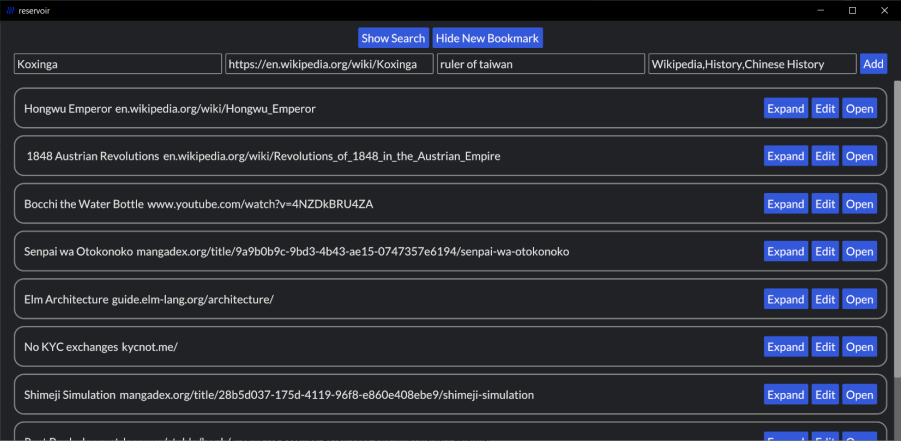 reservoir
Show Search Hide New Bookmark
Koxinga https://en.wikipedia.org/wiki/Koxinga ruler of taiwan Wikipedia,History,Chinese History Add
Hongwu Emperor en.wikipedia.org/wiki/Hongwu_Emperor Expand Edit Open
1848 Austrian Revolutions en.wikipedia.org/wiki/Revolutions_of_1848_in_the_Austrian_Empire Expand Edit Open
Bocchi the Water Bottle www.youtube.com/watch?v=4NZDkBRU4ZA Expand Edit Open
Senpai wa Otokonoko mangadex.org/title/9a9b0b9c-9bd3-4b43-ae15-0747357e6194/senpai-wa-otokonoko Expand Edit Open
Elm Architecture guide.elm-lang.org/architecture/ Expand Edit Open
No KYC exchanges kycnot.me/ Expand Edit Open
Shimeji Simulation mangadex.org/title/28b5d037-175d-4119-96f8-e860e408ebe9/shimeji-simulation Expand Edit Open